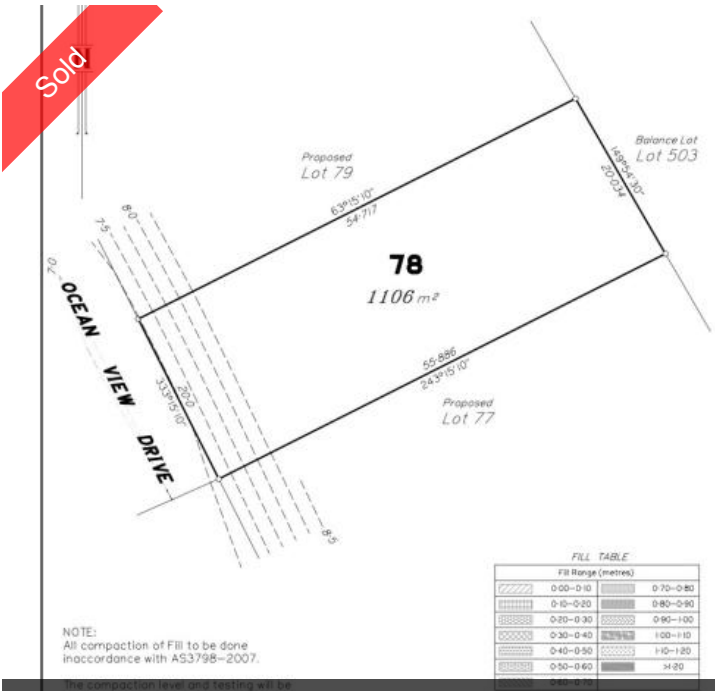 Sold
N
Balance Lot
Lot 503
149°54'30"
20·034
Proposed
Lot 79
63°15'10"
54·717
8·0
7·5
7·0
OCEAN VIEW DRIVE
78
1106 m²
20·0
333°15'10"
55·886
243°15'10"
Proposed
Lot 77
8·5
FILL TABLE
Fill Range (metres)
0·00-0·10 0·70-0·80
0·10-0·20 0·80-0·90
0·20-0·30 0·90-1·00
0·30-0·40 1·00-1·10
0·40-0·50 1·10-1·20
0·50-0·60 >1·20
0·60-0·70
NOTE:
All compaction of Fill to be done
inaccordance with AS3798-2007.
The compaction level and testing will be